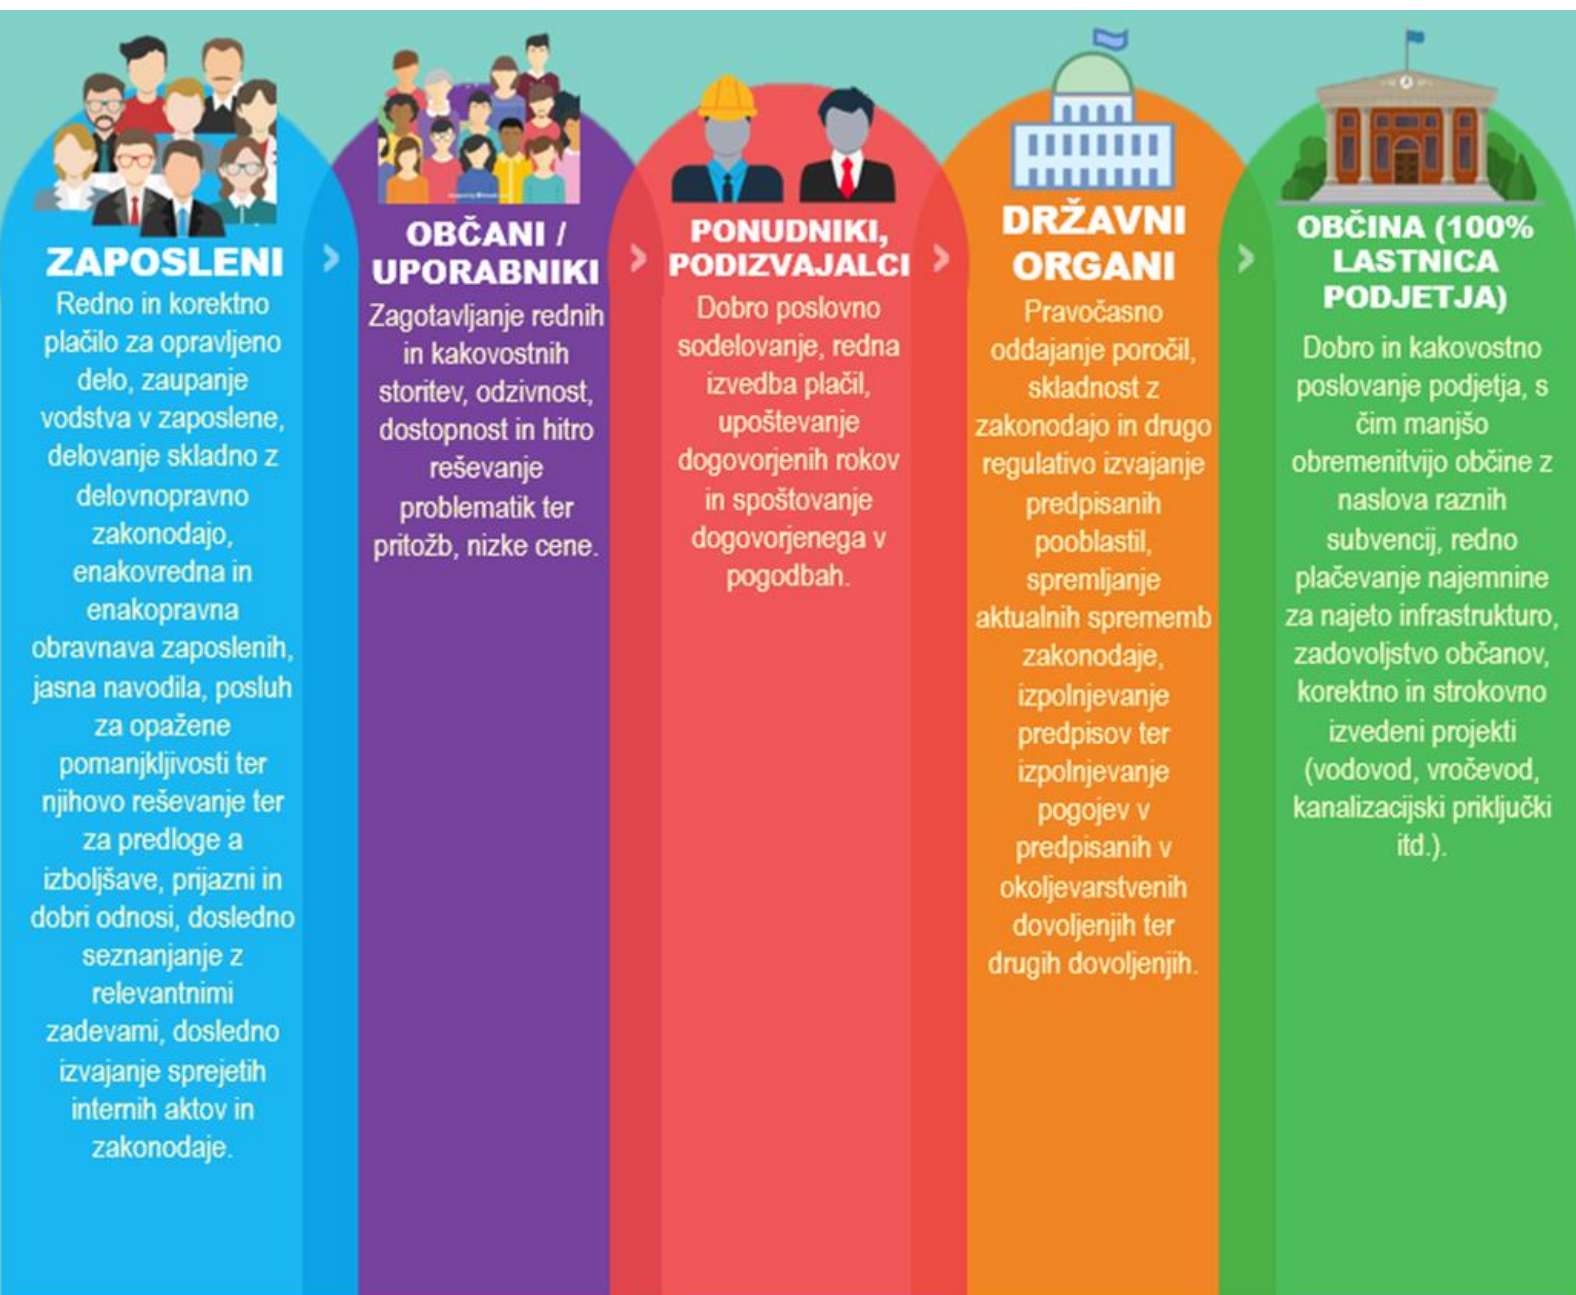 ZAPOSLENI
Redno in korektno
plačilo za opravljeno
delo, zaupanje
vodstva v zaposlene,
delovanje skladno z
delovnopravno
zakonodajo,
enakovredna in
enakopravna
obravnava zaposlenih,
jasna navodila, posluh
za opažene
pomanjkljivosti ter
njihovo reševanje ter
za predloge a
izboljšave, prijazni in
dobri odnosi, dosledno
seznanjanje z
relevantnimi
zadevami, dosledno
izvajanje sprejetih
internih aktov in
zakonodaje.
OBČANI /
UPORABNIKI
Zagotavljanje rednih
in kakovostnih
storitev, odzivnost,
dostopnost in hitro
reševanje
problematik ter
pritožb, nizke cene.
PONUDNIKI,
PODIZVAJALCI
Dobro poslovno
sodelovanje, redna
izvedba plačil,
upoštevanje
dogovorjenih rokov
in spoštovanje
dogovorjenega v
pogodbah.
DRŽAVNI
ORGANI
Pravočasno
oddajanje poročil,
skladnost z
zakonodajo in drugo
regulativo izvajanje
predpisanih
pooblastil,
spremljanje
aktualnih sprememb
zakonodaje,
izpolnjevanje
predpisov ter
izpolnjevanje
pogojev v
predpisanih v
okoljevarstvenih
dovoljenjih ter
drugih dovoljenjih.
OBČINA (100%
LASTNICA
PODJETJA)
Dobro in kakovostno
poslovanje podjetja, s
čim manjšo
obremenitvijo občine z
naslova raznih
subvencij, redno
plačevanje najemnine
za najeto infrastrukturo,
zadovoljstvo občanov,
korektno in strokovno
izvedeni projekti
(vodovod, vročevod,
kanalizacijski priključki
itd.).